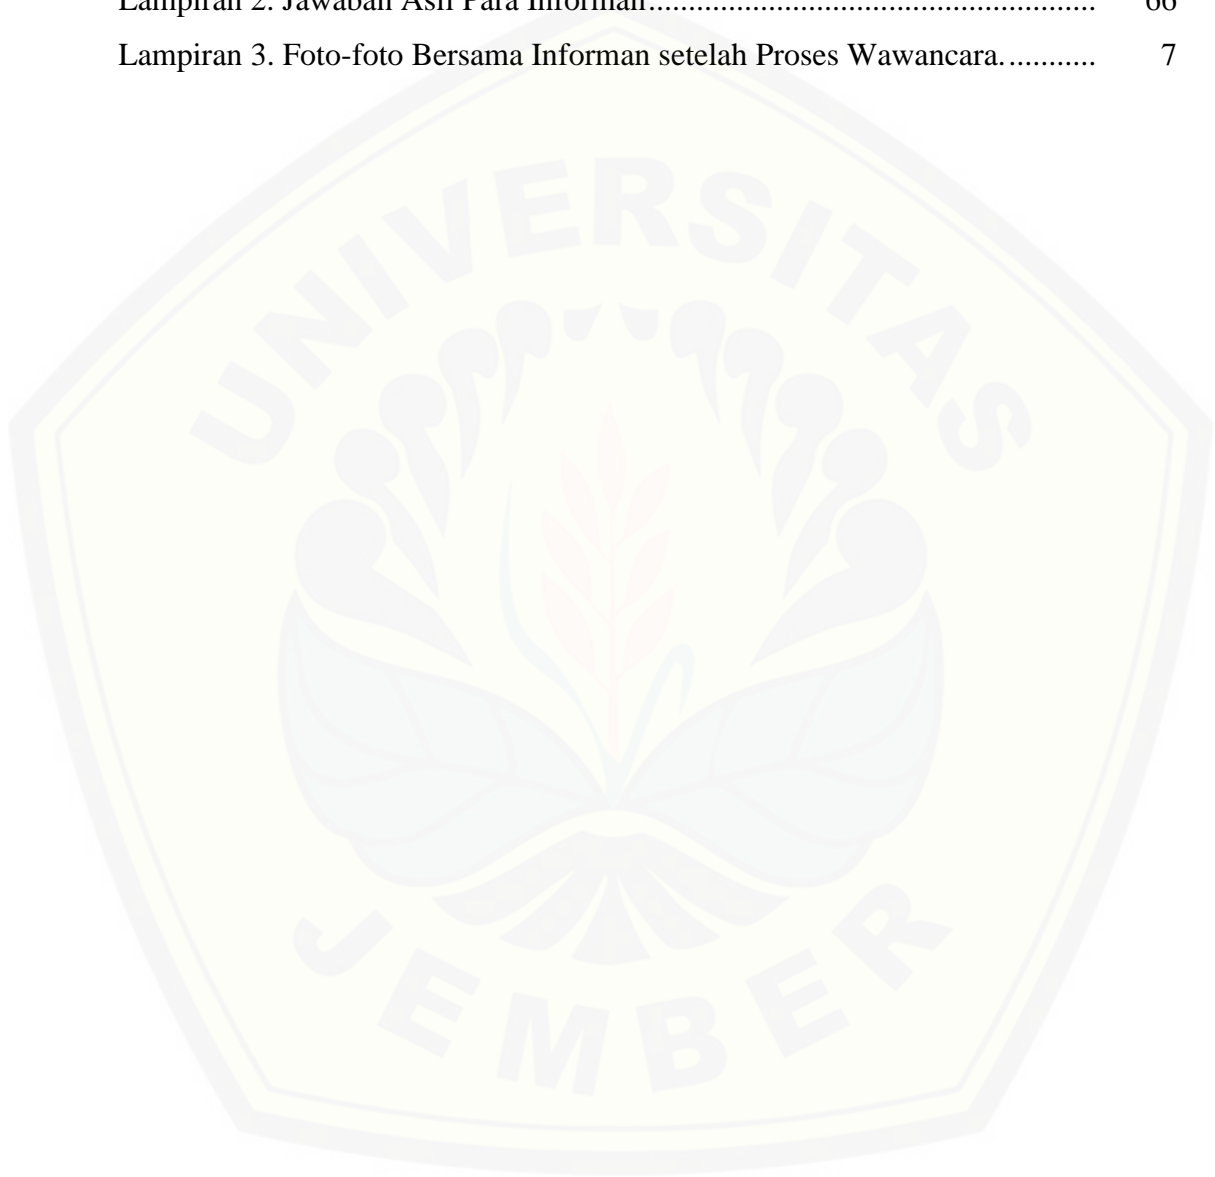 Lampiran 2. Jawaban Asli Para Informan....................................................... 66
Lampiran 3. Foto-foto Bersama Informan setelah Proses Wawancara............ 7
UNIVERSITAS
JEMBER